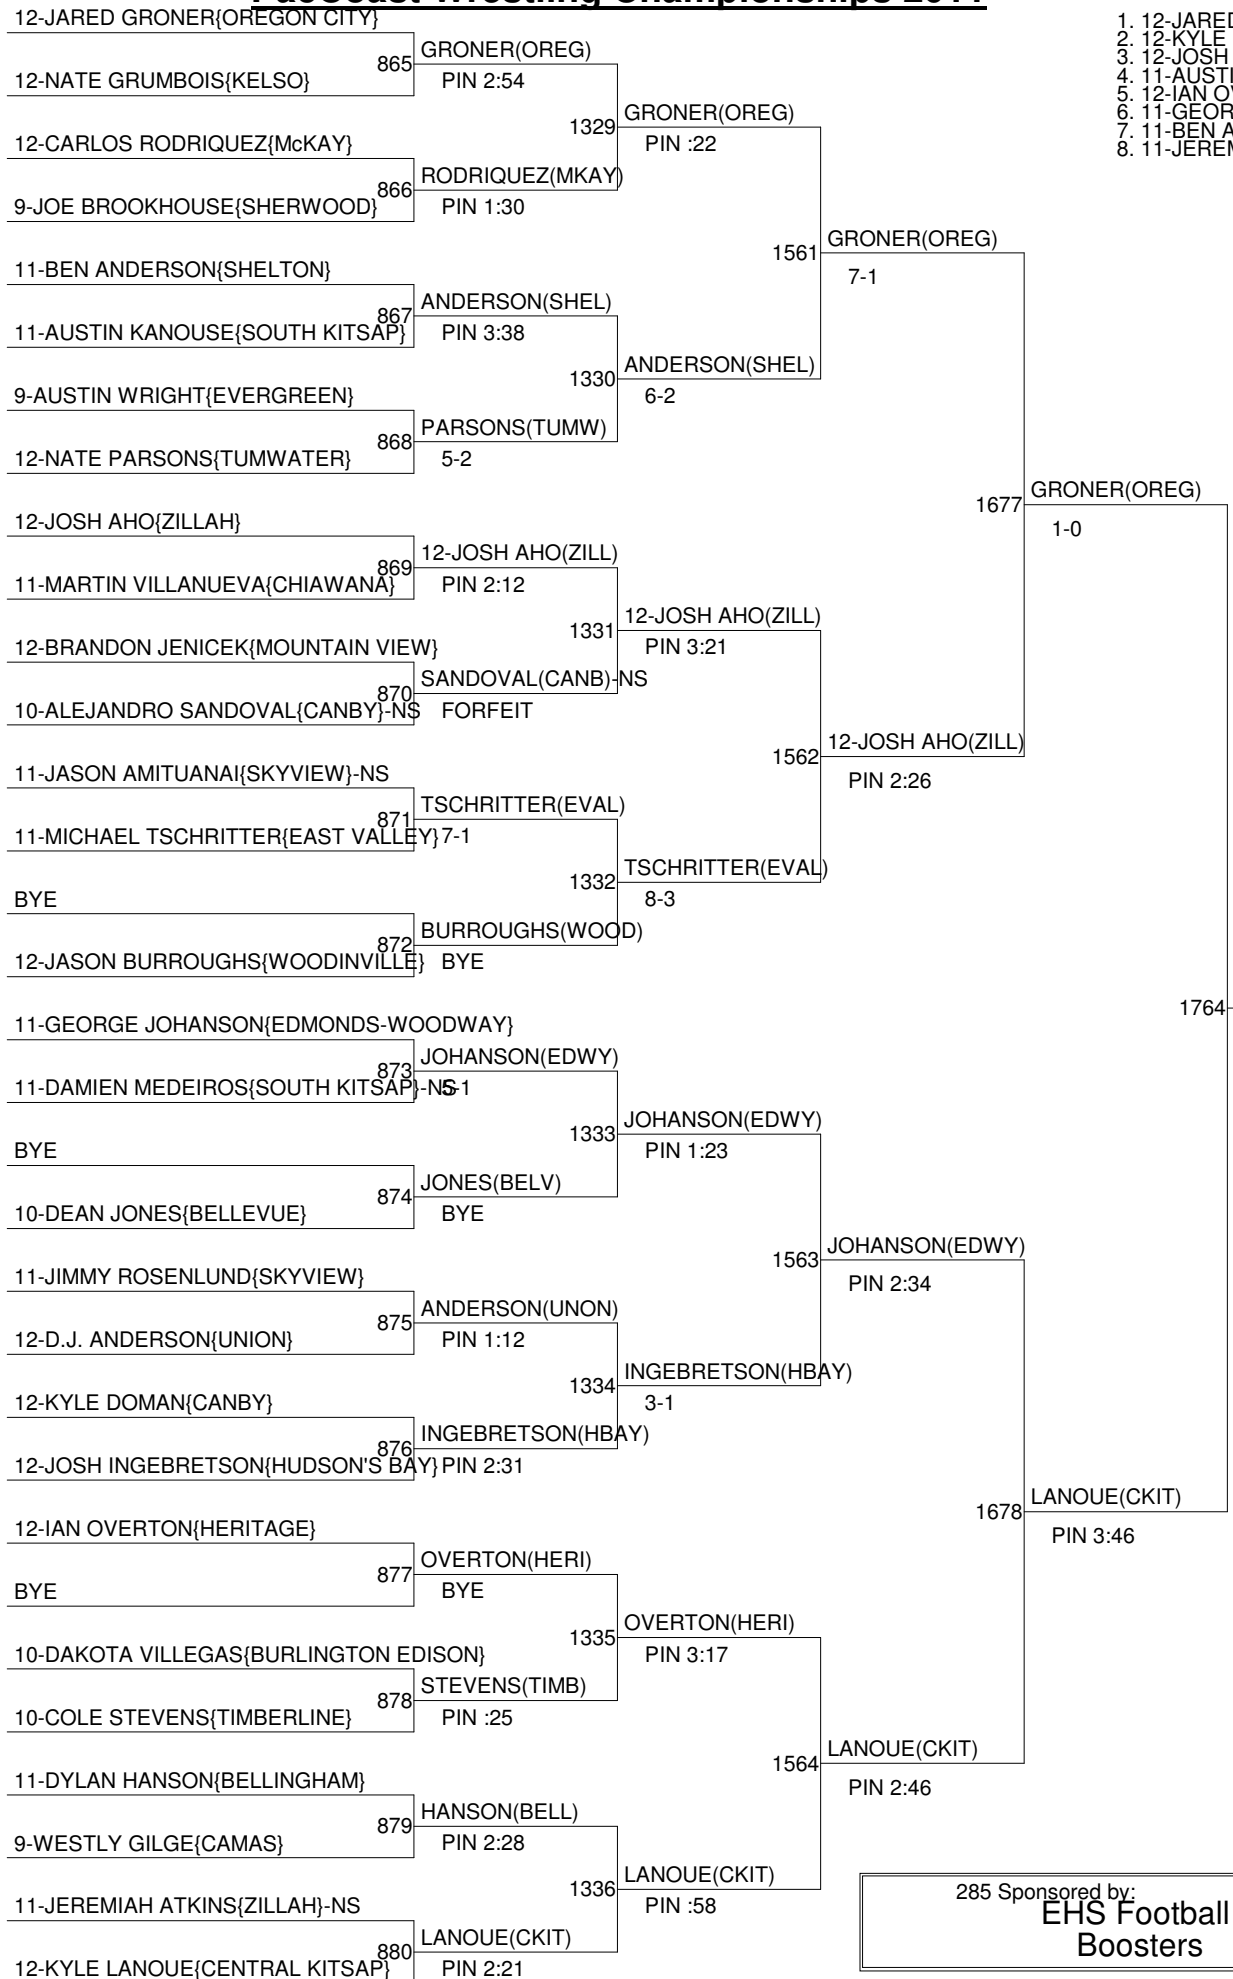 12-JARED GRONER{OREGON CITY}
865
GRONER(OREG)
12-NATE GRUMBOIS{KELSO}
PIN 2:54
1329
GRONER(OREG)
PIN :22
12-CARLOS RODRIQUEZ{McKAY}
866
RODRIQUEZ(MKAY)
9-JOE BROOKHOUSE{SHERWOOD}
PIN 1:30
1561
GRONER(OREG)
7-1
11-BEN ANDERSON{SHELTON}
867
ANDERSON(SHEL)
11-AUSTIN KANOUSE{SOUTH KITSAP}
PIN 3:38
1330
ANDERSON(SHEL)
6-2
9-AUSTIN WRIGHT{EVERGREEN}
868
PARSONS(TUMW)
12-NATE PARSONS{TUMWATER}
5-2
1677
GRONER(OREG)
1-0
12-JOSH AHO{ZILLAH}
869
12-JOSH AHO(ZILL)
11-MARTIN VILLANUEVA{CHIAWANA}
PIN 2:12
1331
12-JOSH AHO(ZILL)
PIN 3:21
12-BRANDON JENICEK{MOUNTAIN VIEW}
870
SANDOVAL(CANB)-NS
10-ALEJANDRO SANDOVAL{CANBY}-NS
FORFEIT
1562
12-JOSH AHO(ZILL)
PIN 2:26
11-JASON AMITUANAI{SKYVIEW}-NS
871
TSCHRITTER(EVAL)
11-MICHAEL TSCHRITTER{EAST VALLEY}
7-1
1332
TSCHRITTER(EVAL)
8-3
BYE
872
BURROUGHS(WOOD)
12-JASON BURROUGHS{WOODINVILLE}
BYE
1764
11-GEORGE JOHANSON{EDMONDS-WOODWAY}
873
JOHANSON(EDWY)
11-DAMIEN MEDEIROS{SOUTH KITSAP}-NS
5-1
1333
JOHANSON(EDWY)
PIN 1:23
BYE
874
JONES(BELV)
10-DEAN JONES{BELLEVUE}
BYE
1563
JOHANSON(EDWY)
PIN 2:34
11-JIMMY ROSENLUND{SKYVIEW}
875
ANDERSON(UNON)
12-D.J. ANDERSON{UNION}
PIN 1:12
1334
INGEBRETSON(HBAY)
3-1
12-KYLE DOMAN{CANBY}
876
INGEBRETSON(HBAY)
12-JOSH INGEBRETSON{HUDSON'S BAY}
PIN 2:31
1678
LANOUE(CKIT)
PIN 3:46
12-IAN OVERTON{HERITAGE}
877
OVERTON(HERI)
BYE
BYE
1335
OVERTON(HERI)
PIN 3:17
10-DAKOTA VILLEGAS{BURLINGTON EDISON}
878
STEVENS(TIMB)
10-COLE STEVENS{TIMBERLINE}
PIN :25
1564
LANOUE(CKIT)
PIN 2:46
11-DYLAN HANSON{BELLINGHAM}
879
HANSON(BELL)
9-WESTLY GILGE{CAMAS}
PIN 2:28
1336
LANOUE(CKIT)
PIN :58
11-JEREMIAH ATKINS{ZILLAH}-NS
880
LANOUE(CKIT)
12-KYLE LANOUE{CENTRAL KITSAP}
PIN 2:21
1. 12-JARED
2. 12-KYLE
3. 12-JOSH
4. 11-AUSTI
5. 12-IAN OV
6. 11-GEOR
7. 11-BEN A
8. 11-JEREM
285 Sponsored by:
EHS Football
Boosters